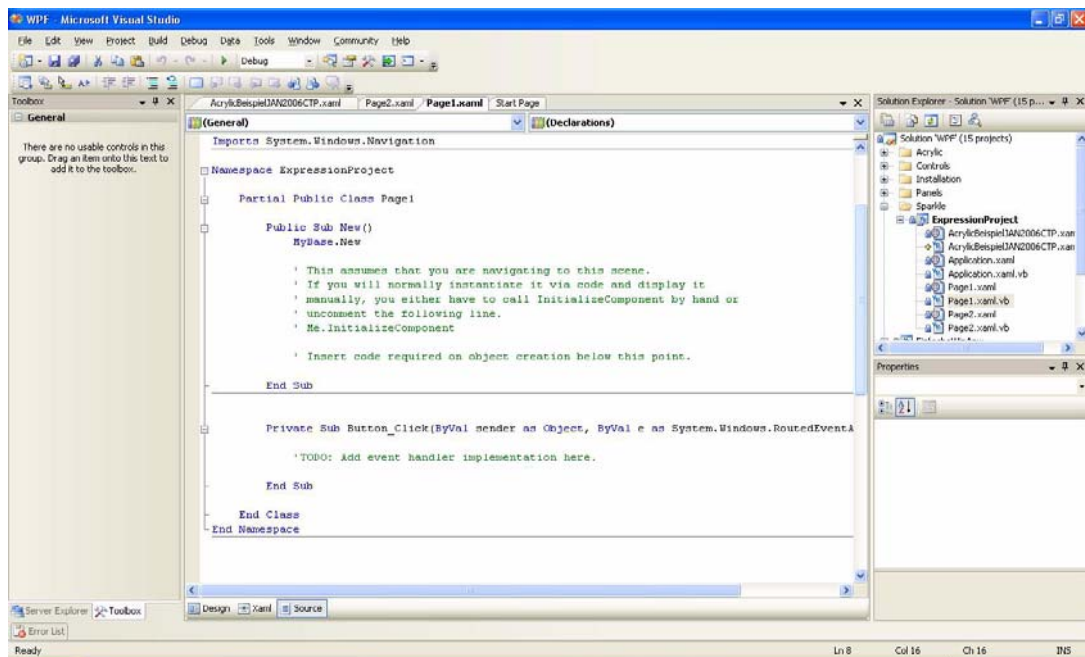 WPF - Microsoft Visual Studio
File Edit View Project Build Debug Data Tools Window Community Help
Debug
Toolbox
General
There are no usable controls in this
group. Drag an item onto this text to
add it to the toolbox.
Server Explorer Toolbox
Error List
AcrylicBeispielJAN2006CTP.xaml Page2.xaml Page1.xaml Start Page
(General) (Declarations)
Imports System.Windows.Navigation
Namespace ExpressionProject
Partial Public Class Page1
Public Sub New()
MyBase.New
' This assumes that you are navigating to this scene.
' If you will normally instantiate it via code and display it
' manually, you either have to call InitializeComponent by hand or
' uncomment the following line.
' Me.InitializeComponent
' Insert code required on object creation below this point.
End Sub
Private Sub Button_Click(ByVal sender as Object, ByVal e as System.Windows.RoutedEventA
'TODO: Add event handler implementation here.
End Sub
End Class
End Namespace
Design Xaml Source
Solution Explorer - Solution 'WPF' (15 p...
Solution 'WPF' (15 projects)
Acrylic
Controls
Installation
Panels
Sparkle
ExpressionProject
AcrylicBeispielJAN2006CTP.xam
AcrylicBeispielJAN2006CTP.xam
Application.xaml
Application.xaml.vb
Page1.xaml
Page1.xaml.vb
Page2.xaml
Page2.xaml.vb
Properties
Ready Ln 8 Col 16 Ch 16 INS